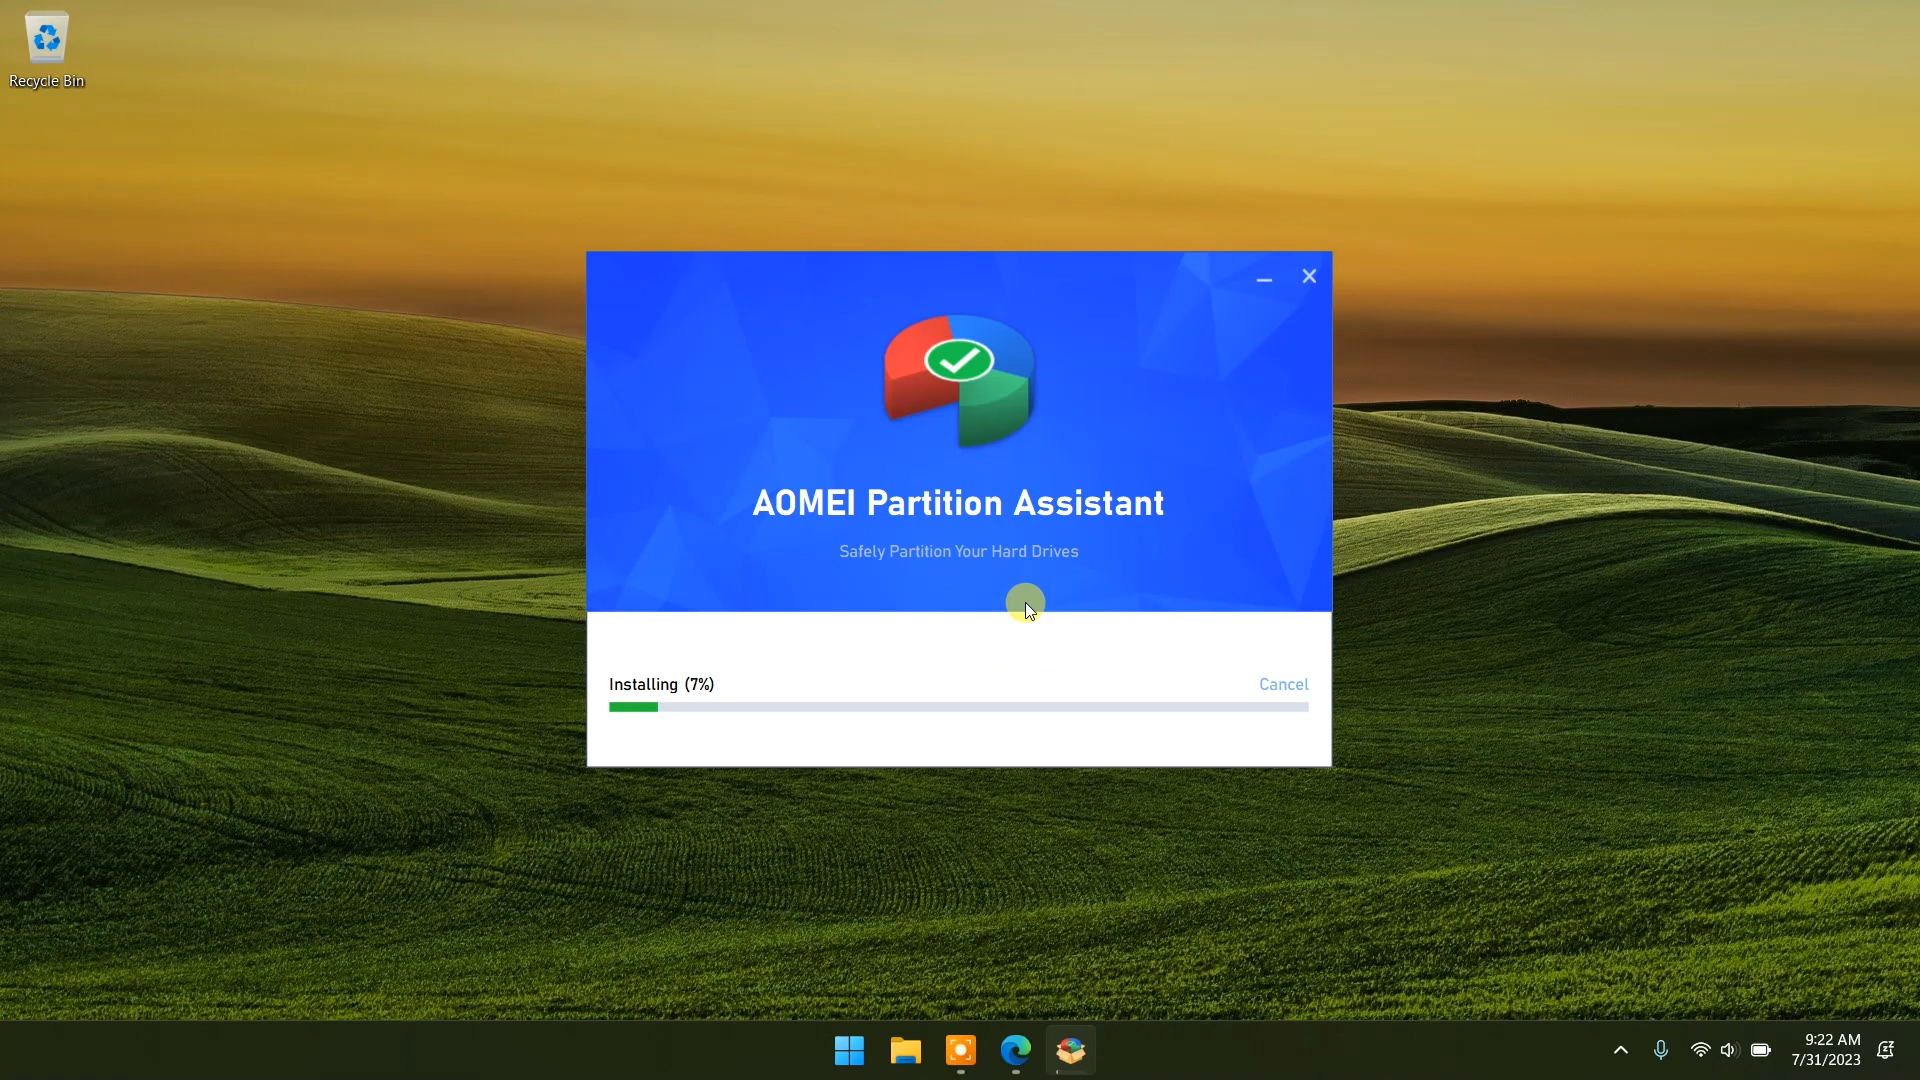 Recycle Bin
AOMEI Partition Assistant
Safely Partition Your Hard Drives
Installing (7%)
Cancel
9:22 AM
7/31/2023